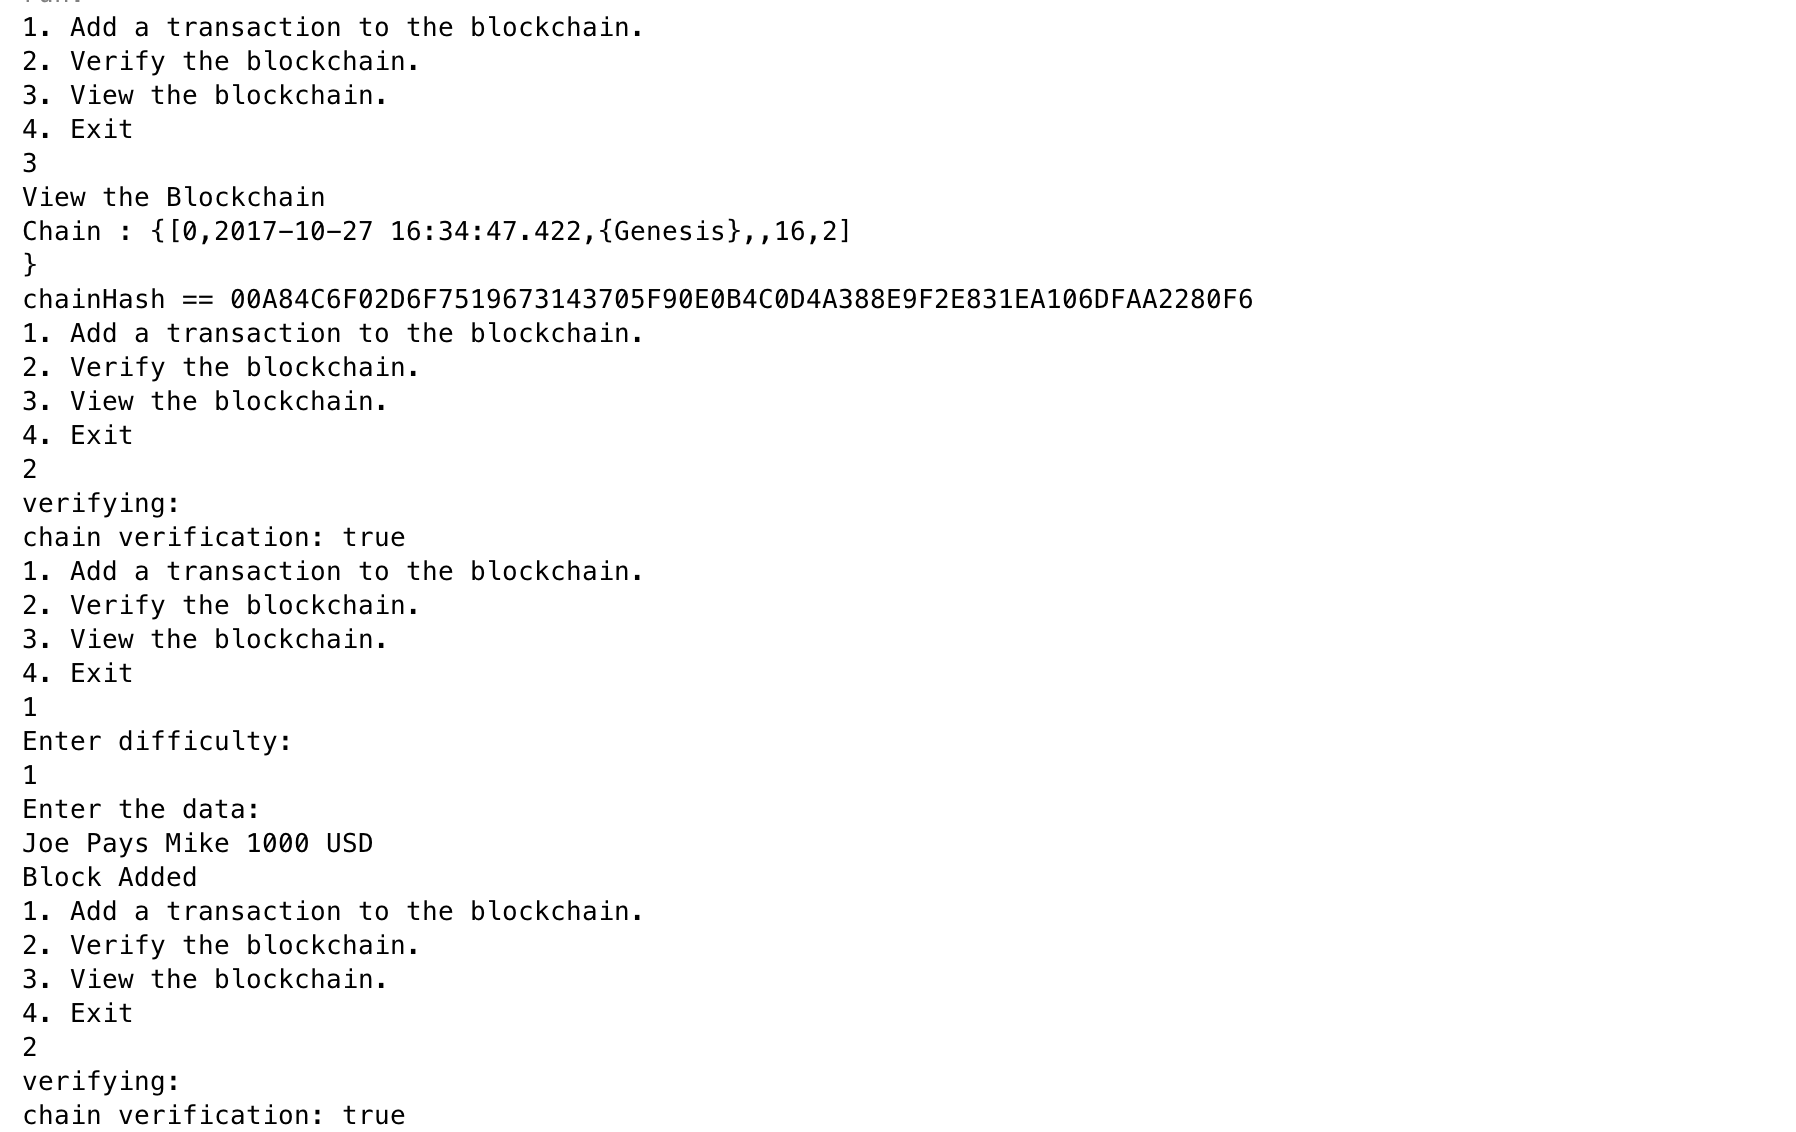 1. Add a transaction to the blockchain.
2. Verify the blockchain.
3. View the blockchain.
4. Exit
3
View the Blockchain
Chain : {[0,2017-10-27 16:34:47.422,{Genesis},,16,2]
}
chainHash == 00A84C6F02D6F7519673143705F90E0B4C0D4A388E9F2E831EA106DFAA2280F6
1. Add a transaction to the blockchain.
2. Verify the blockchain.
3. View the blockchain.
4. Exit
2
verifying:
chain verification: true
1. Add a transaction to the blockchain.
2. Verify the blockchain.
3. View the blockchain.
4. Exit
1
Enter difficulty:
1
Enter the data:
Joe Pays Mike 1000 USD
Block Added
1. Add a transaction to the blockchain.
2. Verify the blockchain.
3. View the blockchain.
4. Exit
2
verifying:
chain verification: true